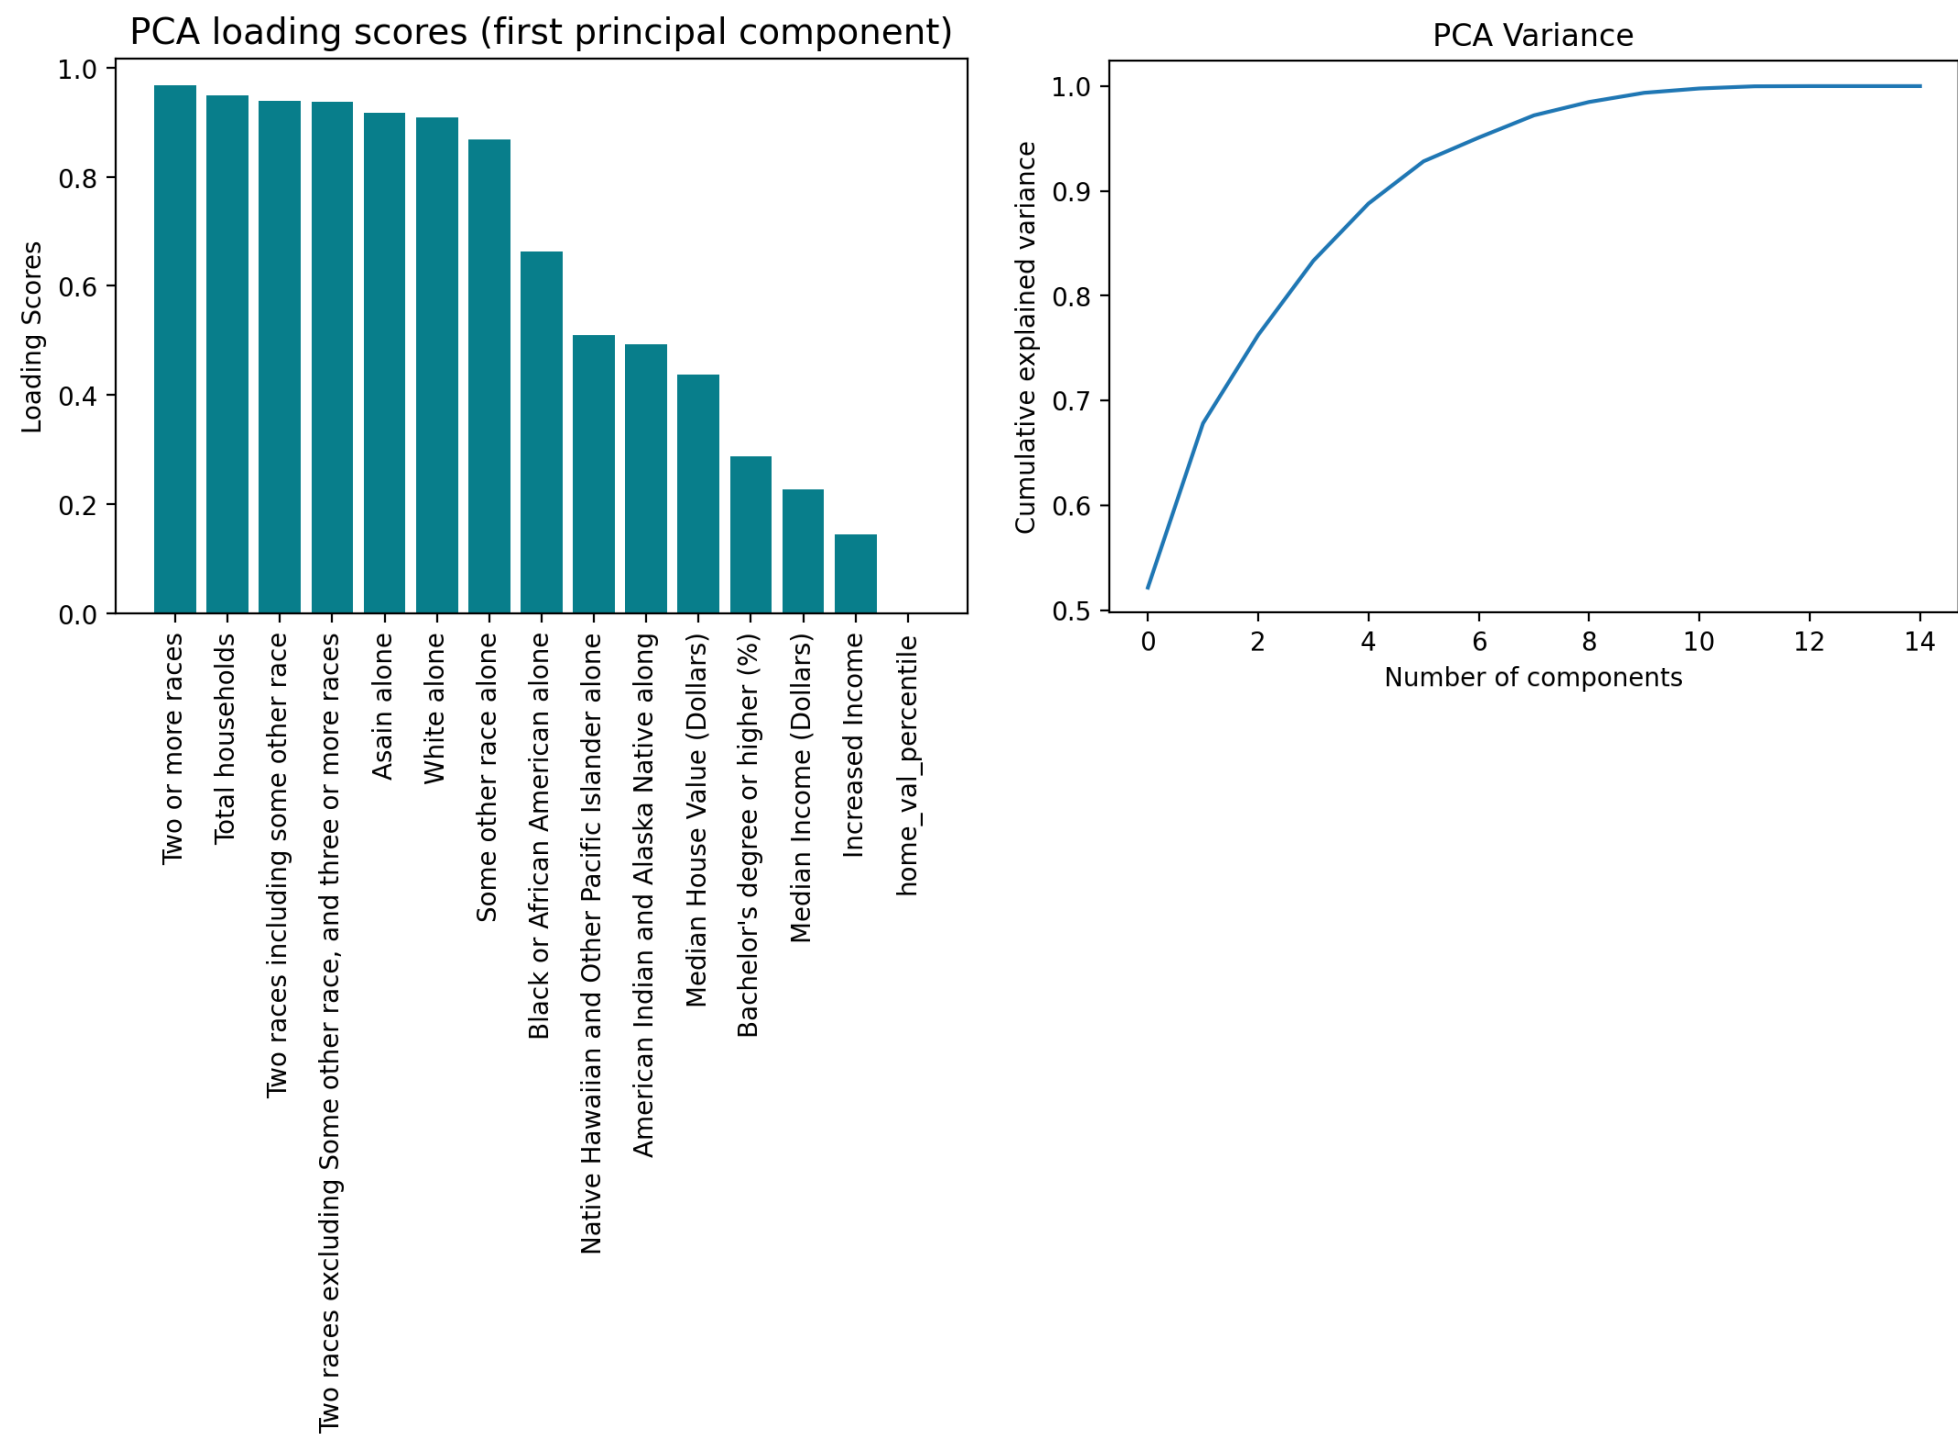 PCA loading scores (first principal component)
Loading Scores
1.0
0.8
0.6
0.4
0.2
0.0
Two or more races
Total households
Two races including some other race
Two races excluding Some other race, and three or more races
Asain alone
White alone
Some other race alone
Black or African American alone
Native Hawaiian and Other Pacific Islander alone
American Indian and Alaska Native along
Median House Value (Dollars)
Bachelor's degree or higher (%)
Median Income (Dollars)
Increased Income
home_val_percentile
PCA Variance
Cumulative explained variance
1.0
0.9
0.8
0.7
0.6
0.5
0 2 4 6 8 10 12 14
Number of components